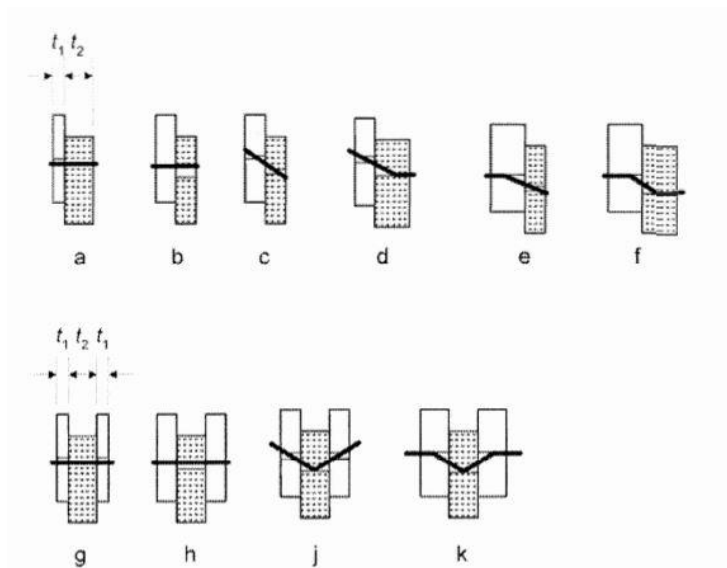 t₁ t₂
a b c d e f
t₁ t₂ t₁
g h j k